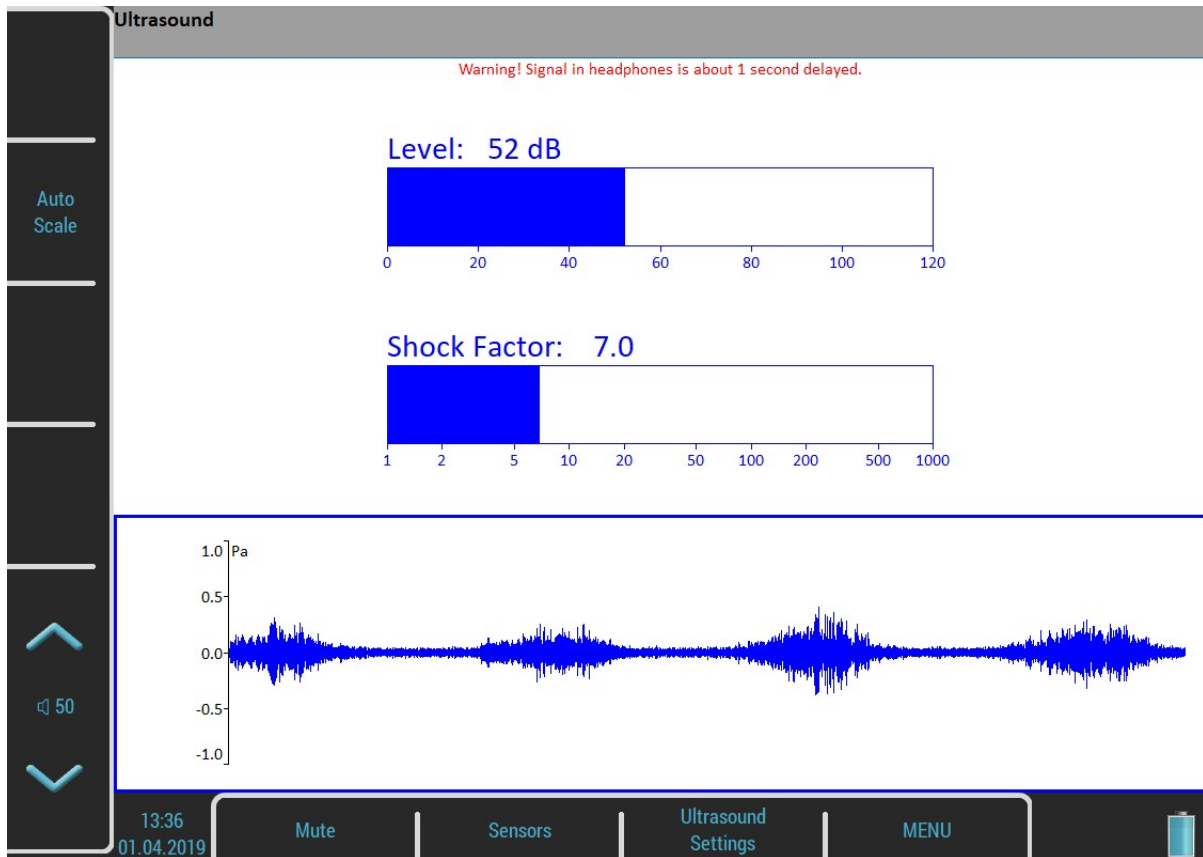 Ultrasound
Warning! Signal in headphones is about 1 second delayed.
Level: 52 dB
0 20 40 60 80 100 120
Shock Factor: 7.0
1 2 5 10 20 50 100 200 500 1000
Auto
Scale
1.0 Pa
0.5
0.0
-0.5
-1.0
50
13:36
01.04.2019
Mute
Sensors
Ultrasound
Settings
MENU